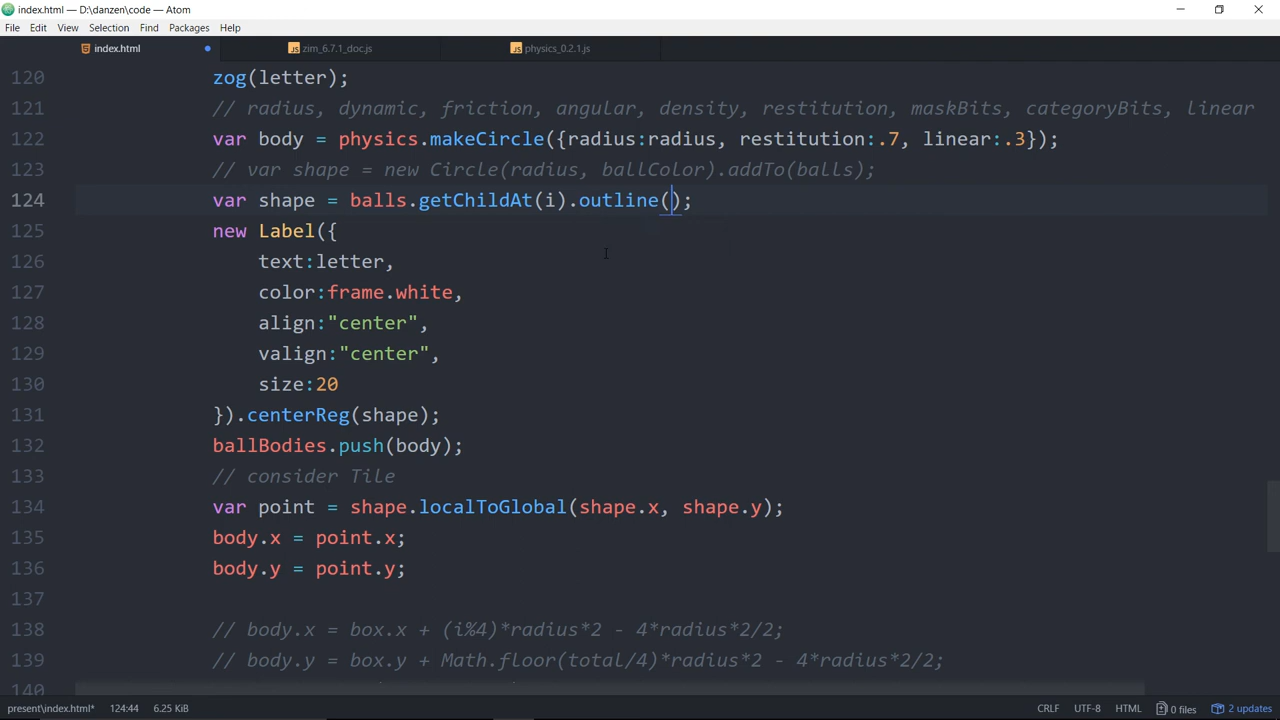 index.html — D:\danzen\code — Atom
File Edit View Selection Find Packages Help
index.html
zim_6.7.1_doc.js
physics_0.2.1.js
120 zog(letter);
121 // radius, dynamic, friction, angular, density, restitution, maskBits, categoryBits, linear
122 var body = physics.makeCircle({radius:radius, restitution:.7, linear:.3});
123 // var shape = new Circle(radius, ballColor).addTo(balls);
124 var shape = balls.getChildAt(i).outline();
125 new Label({
126 text:letter,
127 color:frame.white,
128 align:"center",
129 valign:"center",
130 size:20
131 }).centerReg(shape);
132 ballBodies.push(body);
133 // consider Tile
134 var point = shape.localToGlobal(shape.x, shape.y);
135 body.x = point.x;
136 body.y = point.y;
137
138 // body.x = box.x + (i%4)*radius*2 - 4*radius*2/2;
139 // body.y = box.y + Math.floor(total/4)*radius*2 - 4*radius*2/2;
140
present\index.html* 124:44 6.25 KiB CRLF UTF-8 HTML 0 files 2 updates